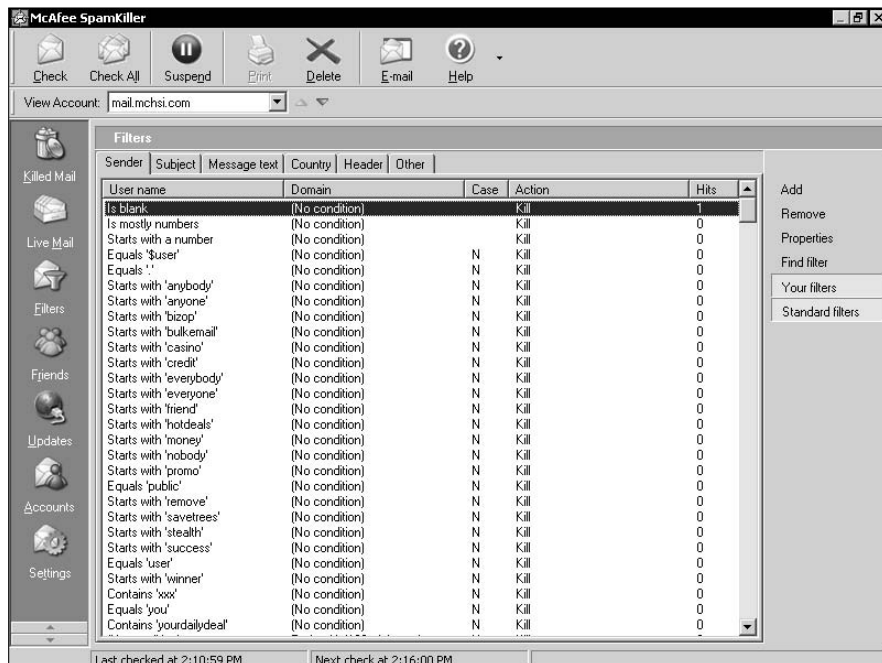 McAfee SpamKiller
Check Check All Suspend Print Delete E-mail Help
View Account: mail.mchsi.com
Killed Mail
Live Mail
Filters
Friends
Updates
Accounts
Settings
Filters
Sender Subject Message text Country Header Other
User name Domain Case Action Hits
Is blank (No condition) Kill 1
Is mostly numbers (No condition) Kill 0
Starts with a number (No condition) Kill 0
Equals '$user' (No condition) N Kill 0
Equals '.' (No condition) N Kill 0
Starts with 'anybody' (No condition) N Kill 0
Starts with 'anyone' (No condition) N Kill 0
Starts with 'bizop' (No condition) N Kill 0
Starts with 'bulkemail' (No condition) N Kill 0
Starts with 'casino' (No condition) N Kill 0
Starts with 'credit' (No condition) N Kill 0
Starts with 'everybody' (No condition) N Kill 0
Starts with 'everyone' (No condition) N Kill 0
Starts with 'friend' (No condition) N Kill 0
Starts with 'hotdeals' (No condition) N Kill 0
Starts with 'money' (No condition) N Kill 0
Starts with 'nobody' (No condition) N Kill 0
Starts with 'promo' (No condition) N Kill 0
Equals 'public' (No condition) N Kill 0
Starts with 'remove' (No condition) N Kill 0
Starts with 'savetrees' (No condition) N Kill 0
Starts with 'stealth' (No condition) N Kill 0
Starts with 'success' (No condition) N Kill 0
Equals 'user' (No condition) N Kill 0
Starts with 'winner' (No condition) N Kill 0
Contains 'xxx' (No condition) N Kill 0
Equals 'you' (No condition) N Kill 0
Contains 'yourdailydeal' (No condition) N Kill 0
Add
Remove
Properties
Find filter
Your filters
Standard filters
Last checked at 2:10:59 PM Next check at 2:16:00 PM